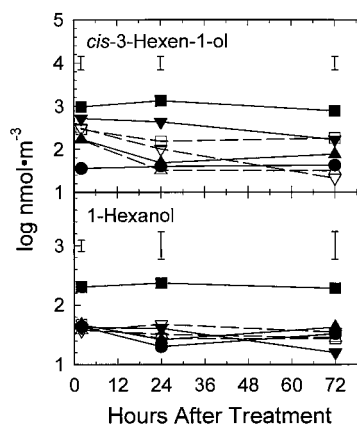 5
cis-3-Hexen-1-ol
4
3
2
1
log nmol•m⁻³
1-Hexanol
3
2
1
0 12 24 36 48 60 72
Hours After Treatment